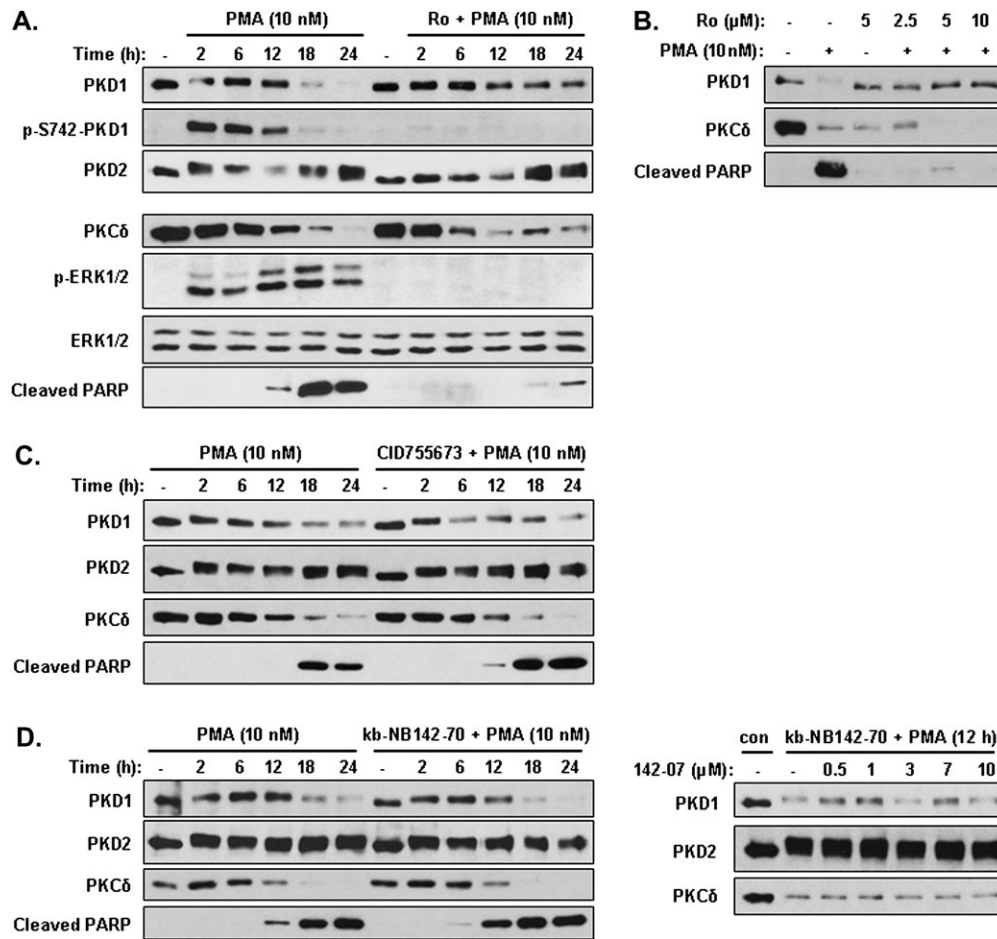 A.
PMA (10 nM) Ro + PMA (10 nM)
Time (h): - 2 6 12 18 24 - 2 6 12 18 24
PKD1
p-S742-PKD1
PKD2
PKCδ
p-ERK1/2
ERK1/2
Cleaved PARP
B.
Ro (μM): - - 5 2.5 5 10
PMA (10nM): - + - + + +
PKD1
PKCδ
Cleaved PARP
C.
PMA (10 nM) CID755673 + PMA (10 nM)
Time (h): - 2 6 12 18 24 - 2 6 12 18 24
PKD1
PKD2
PKCδ
Cleaved PARP
D.
PMA (10 nM) kb-NB142-70 + PMA (10 nM)
Time (h): - 2 6 12 18 24 - 2 6 12 18 24
PKD1
PKD2
PKCδ
Cleaved PARP
con kb-NB142-70 + PMA (12 h)
142-07 (μM): - - 0.5 1 3 7 10
PKD1
PKD2
PKCδ